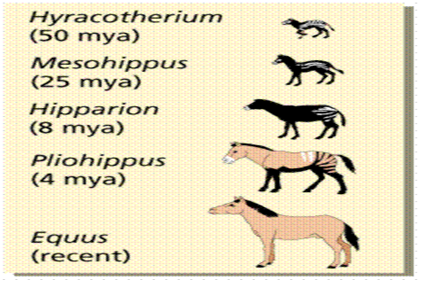 Hyracotherium
(50 mya)
Mesohippus
(25 mya)
Hipparion
(8 mya)
Pliohippus
(4 mya)
Equus
(recent)